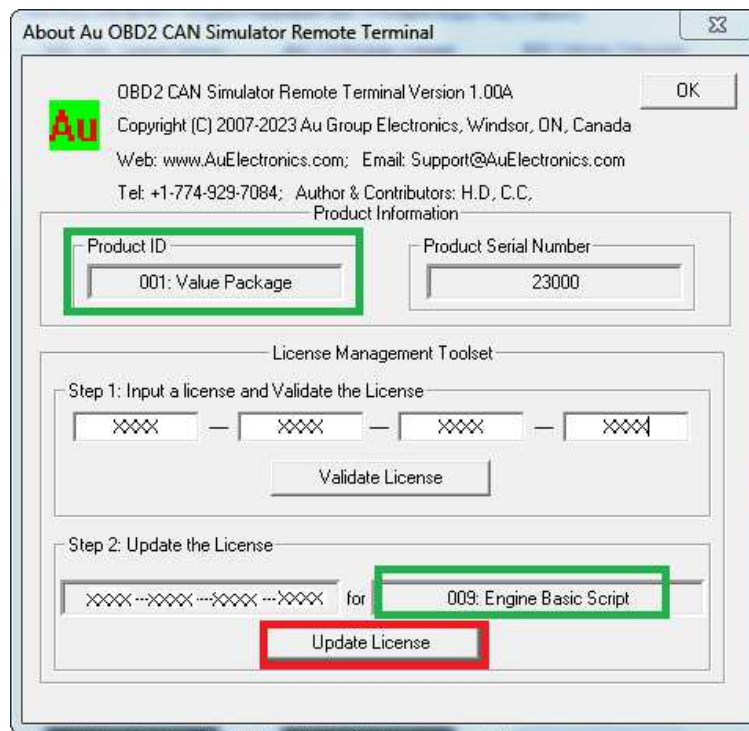 About Au OBD2 CAN Simulator Remote Terminal
OBD2 CAN Simulator Remote Terminal Version 1.00A
OK
Au
Copyright (C) 2007-2023 Au Group Electronics, Windsor, ON, Canada
Web: www.AuElectronics.com; Email: Support@AuElectronics.com
Tel: +1-774-929-7084; Author & Contributors: H.D, C.C,
Product Information
Product ID
Product Serial Number
001: Value Package
23000
License Management Toolset
Step 1: Input a license and Validate the License
XXXX — XXXX — XXXX — XXXX
Validate License
Step 2: Update the License
XXXX---XXXX---XXXX---XXXX for 009: Engine Basic Script
Update License